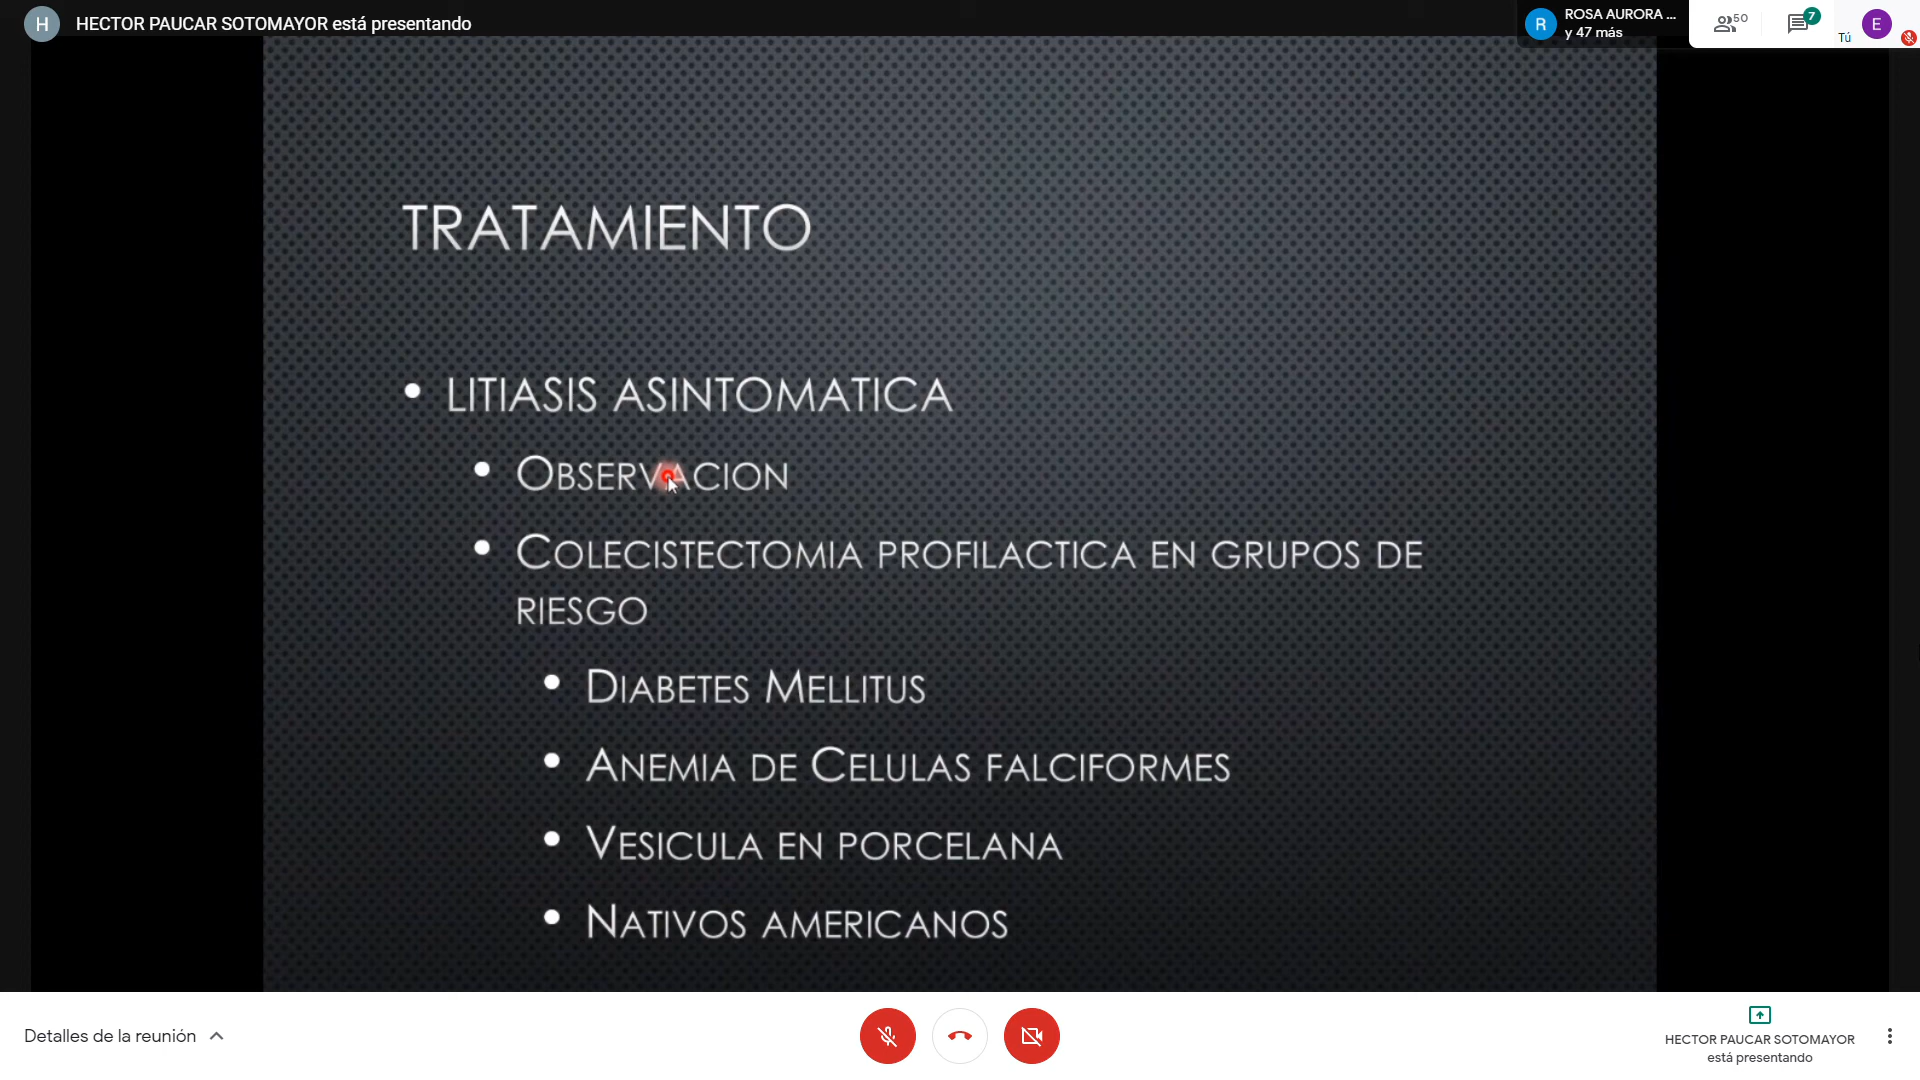 H HECTOR PAUCAR SOTOMAYOR está presentando
R ROSA AURORA ...
y 47 más
50
7
Tú
E
TRATAMIENTO
• LITIASIS ASINTOMATICA
• OBSERVACION
• COLECISTECTOMIA PROFILACTICA EN GRUPOS DE
RIESGO
• DIABETES MELLITUS
• ANEMIA DE CELULAS FALCIFORMES
• VESICULA EN PORCELANA
• NATIVOS AMERICANOS
Detalles de la reunión
HECTOR PAUCAR SOTOMAYOR
está presentando